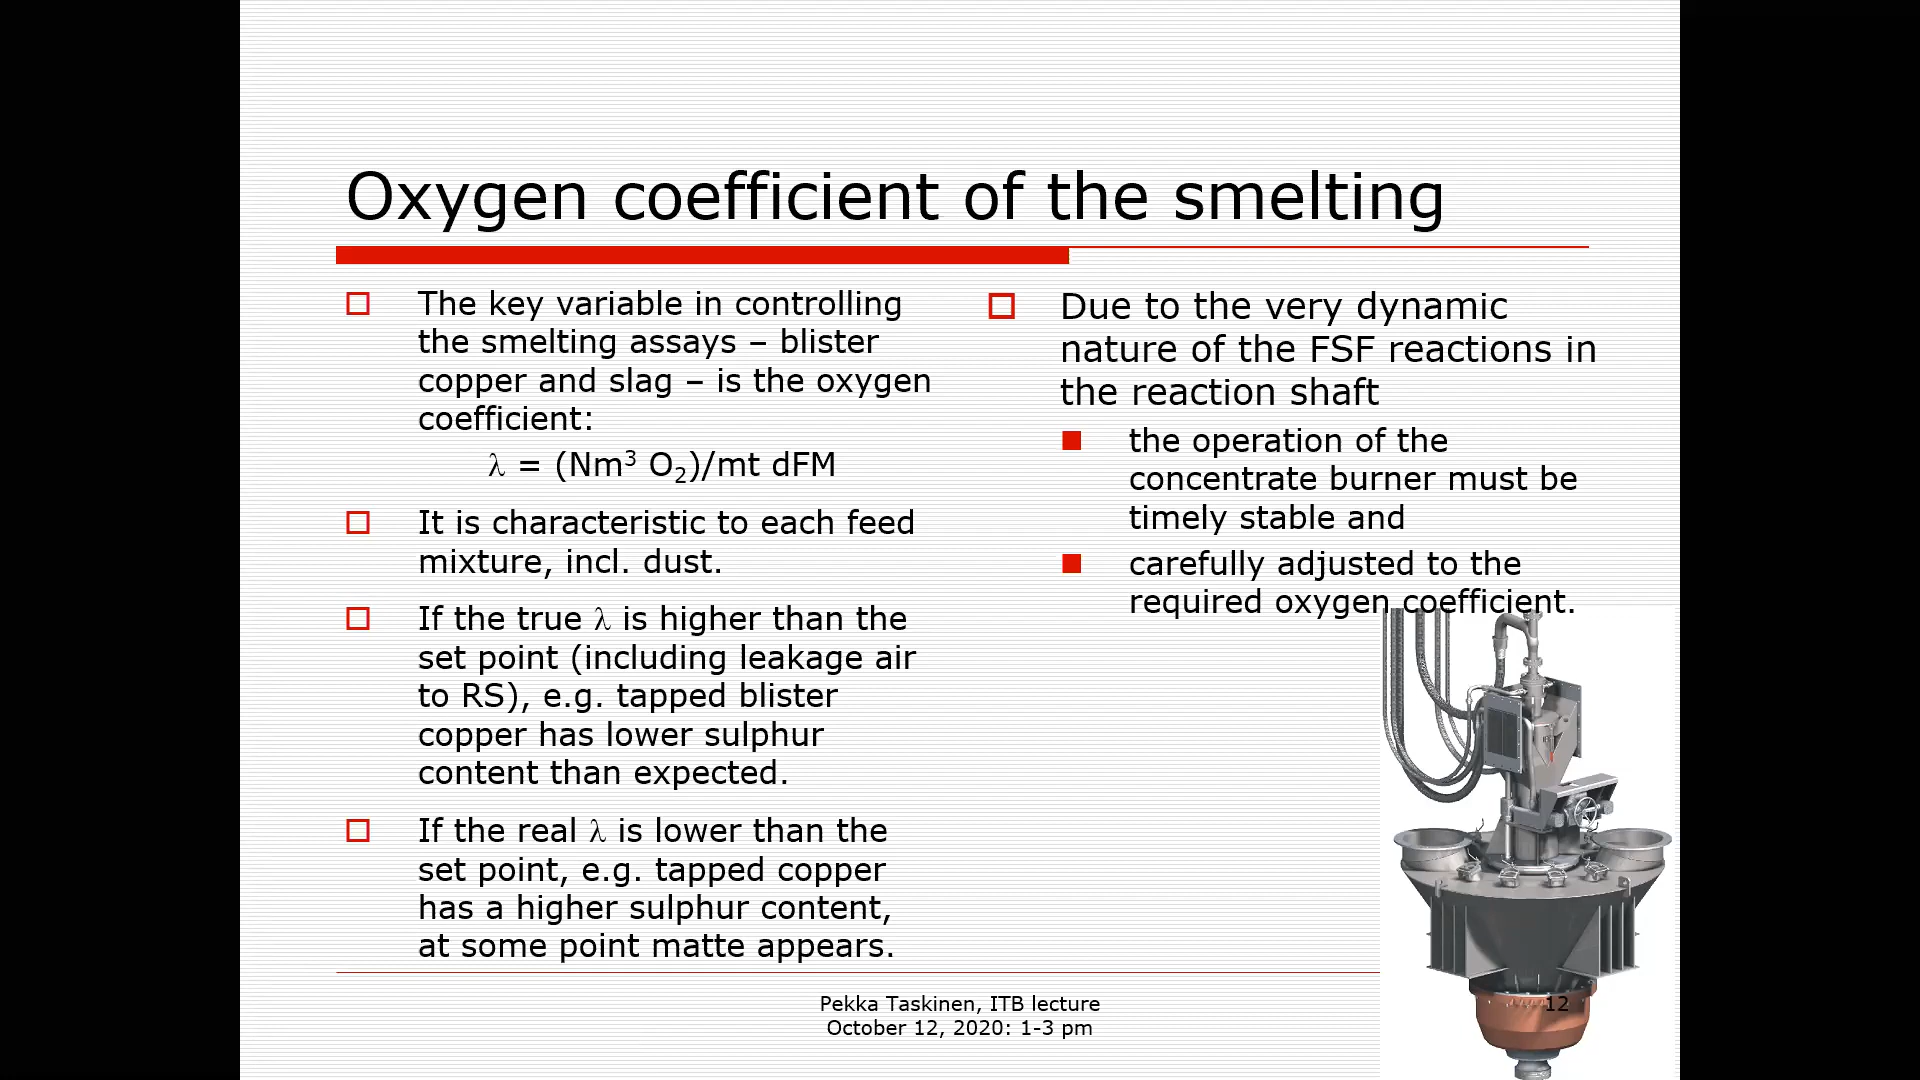 Oxygen coefficient of the smelting
The key variable in controlling
the smelting assays – blister
copper and slag – is the oxygen
coefficient:
λ = (Nm³ O₂)/mt dFM
It is characteristic to each feed
mixture, incl. dust.
If the true λ is higher than the
set point (including leakage air
to RS), e.g. tapped blister
copper has lower sulphur
content than expected.
If the real λ is lower than the
set point, e.g. tapped copper
has a higher sulphur content,
at some point matte appears.
Due to the very dynamic
nature of the FSF reactions in
the reaction shaft
the operation of the
concentrate burner must be
timely stable and
carefully adjusted to the
required oxygen coefficient.
Pekka Taskinen, ITB lecture
October 12, 2020: 1-3 pm
12